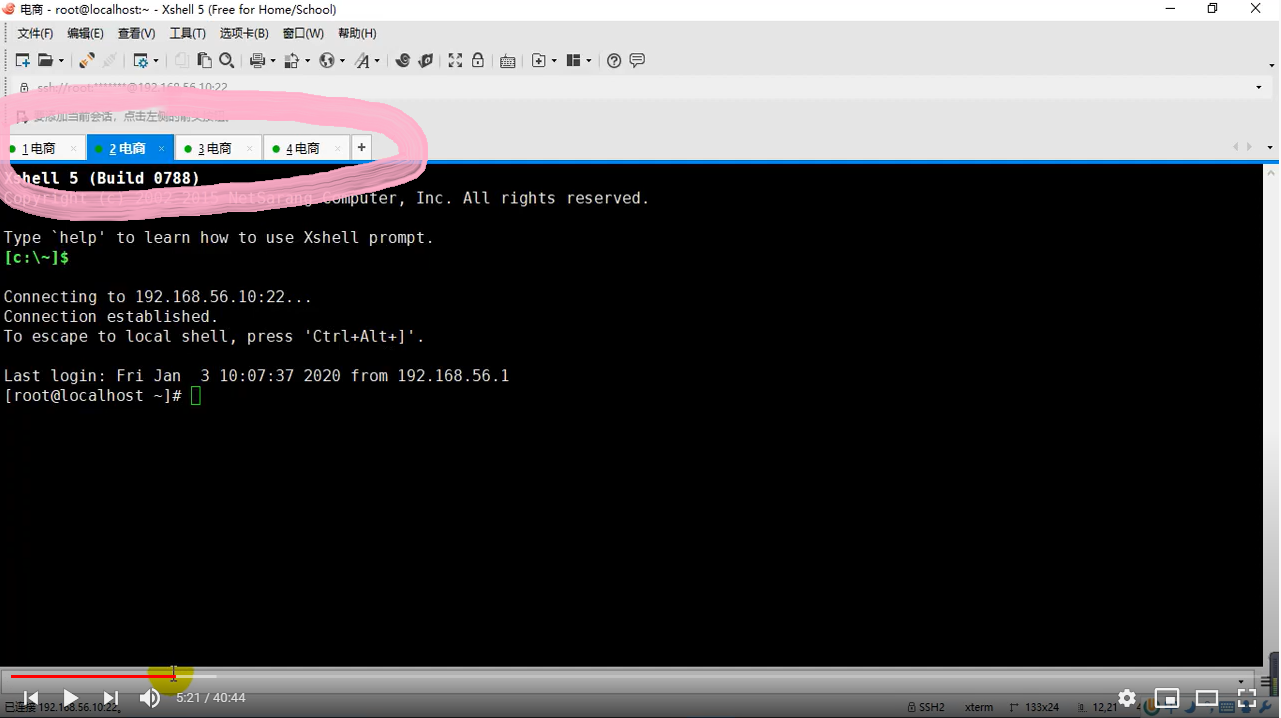 电商 - root@localhost:~ - Xshell 5 (Free for Home/School)
文件(F) 编辑(E) 查看(V) 工具(T) 选项卡(B) 窗口(W) 帮助(H)
ssh://root:*******@192.168.56.10:22
要添加当前会话，点击左侧的箭头按钮。
1 电商 × 2 电商 × 3 电商 × 4 电商 × +
Xshell 5 (Build 0788)
Copyright (c) 2002-2015 NetSarang Computer, Inc. All rights reserved.
Type `help' to learn how to use Xshell prompt.
[c:\~]$
Connecting to 192.168.56.10:22...
Connection established.
To escape to local shell, press 'Ctrl+Alt+]'.
Last login: Fri Jan  3 10:07:37 2020 from 192.168.56.1
[root@localhost ~]#
5:21 / 40:44
已连接 192.168.56.10:22。 SSH2 xterm 133x24 12,21